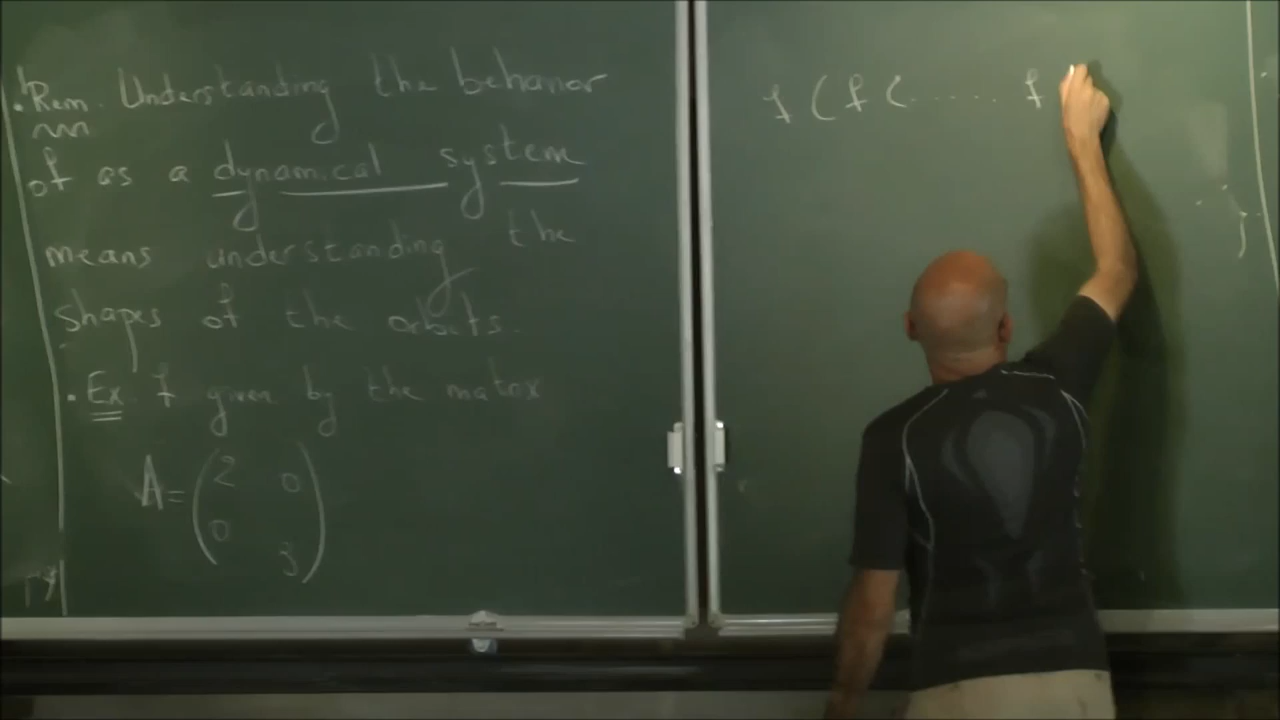 . Rem. Understanding the behavior
of as a dynamical system
means understanding the
shapes of the orbits.
. Ex. f given by the matrix
A = (2 0
0 3)
f ( f ( ...... f